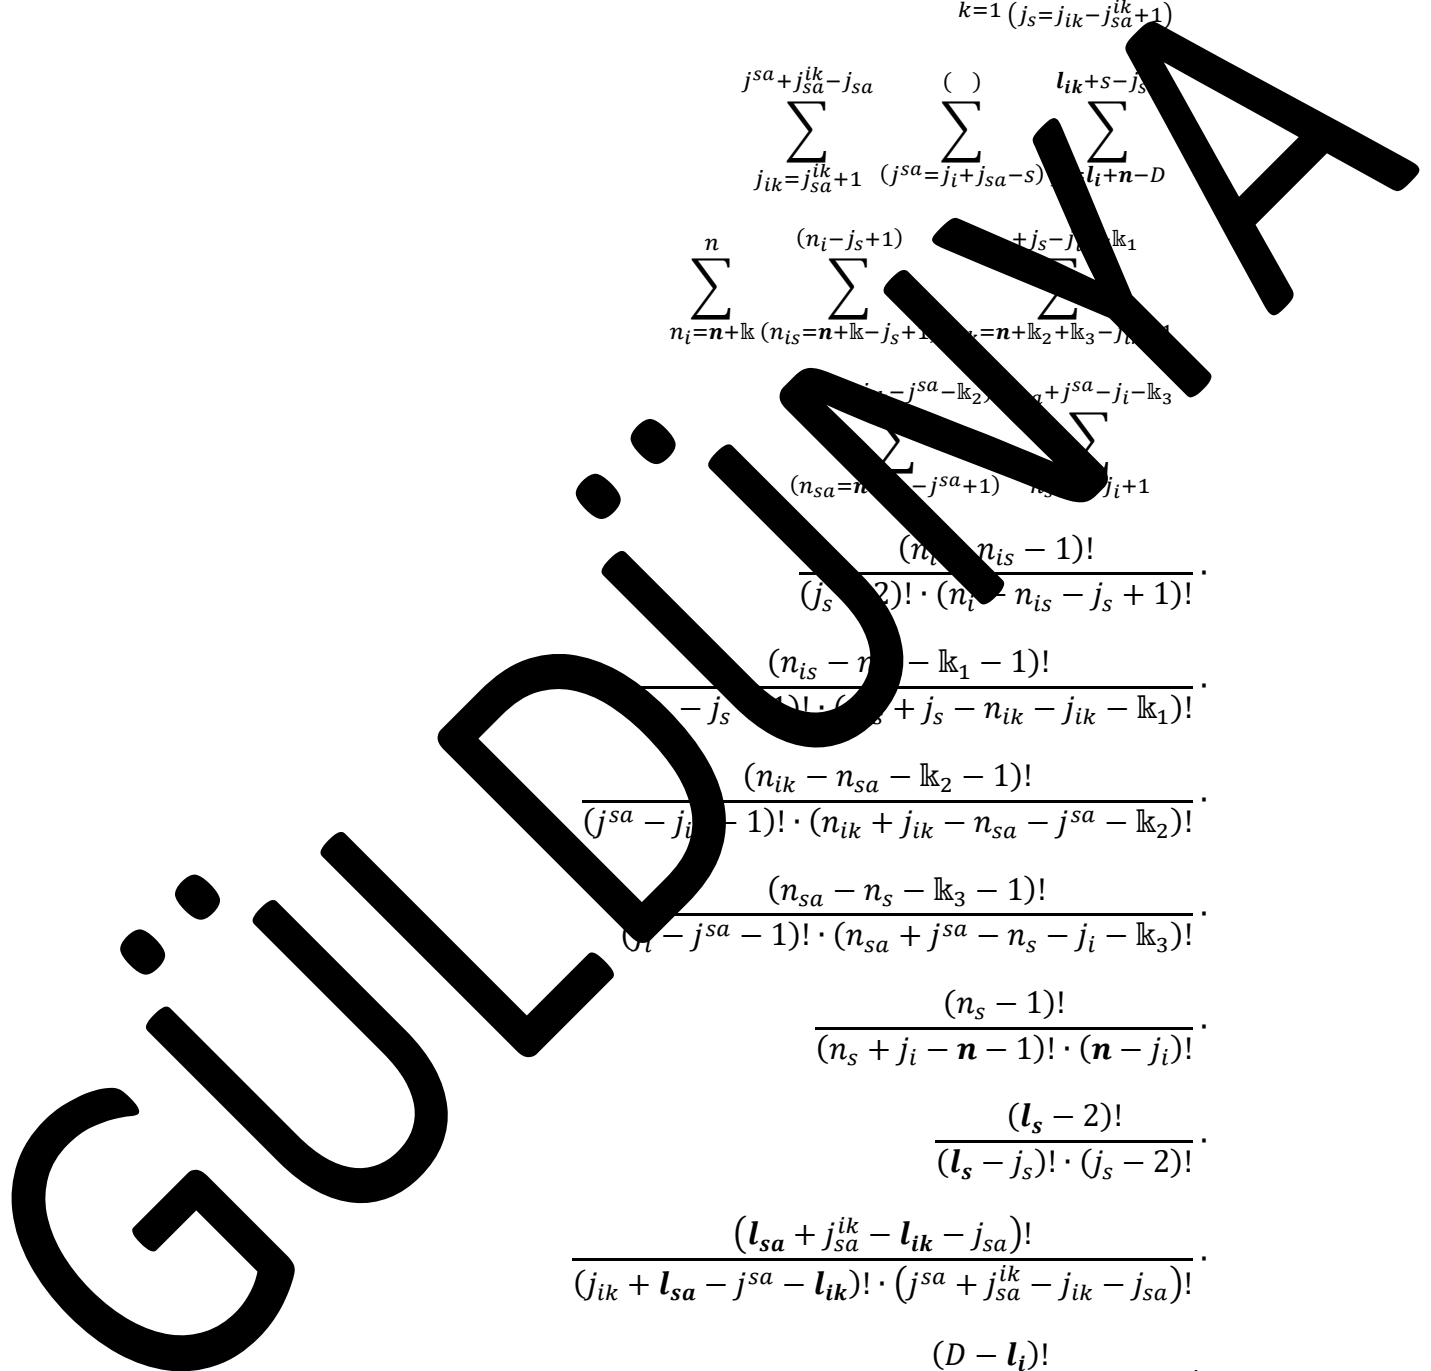 k=1 (j_s=j_{ik}−j_{sa}^{ik}+1)
j^{sa}+j_{sa}^{ik}−j_{sa} ( ) l_{ik}+s−
∑ ∑ ∑
j_{ik}=j_{sa}^{ik}+1 (j^{sa}=j_i+j_{sa}−s) l_i+n−D
n (n_i−j_s+1) +j_s− 𝕜_1
∑ ∑ ∑
n_i=n+𝕜 (n_{is}=n+𝕜−j_s+ =n+𝕜_2+𝕜_3−
−j^{sa}−𝕜_2 +j^{sa}−j_i−𝕜_3
∑ ∑
(n_{sa}=n −j^{sa}+1) j_i+1
(n_i n_{is} − 1)!
(j_s 2)! · (n_i − n_{is} − j_s + 1)! ·
(n_{is} − − 𝕜_1 − 1)!
− j_s )! · ( + j_s − n_{ik} − j_{ik} − 𝕜_1)! ·
(n_{ik} − n_{sa} − 𝕜_2 − 1)!
(j^{sa} − j_i − 1)! · (n_{ik} + j_{ik} − n_{sa} − j^{sa} − 𝕜_2)! ·
(n_{sa} − n_s − 𝕜_3 − 1)!
(j_i − j^{sa} − 1)! · (n_{sa} + j^{sa} − n_s − j_i − 𝕜_3)! ·
(n_s − 1)!
(n_s + j_i − n − 1)! · (n − j_i)! ·
(l_s − 2)!
(l_s − j_s)! · (j_s − 2)! ·
(l_{sa} + j_{sa}^{ik} − l_{ik} − j_{sa})!
(j_{ik} + l_{sa} − j^{sa} − l_{ik})! · (j^{sa} + j_{sa}^{ik} − j_{ik} − j_{sa})! ·
(D − l_i)!
GÜLDÜNYA